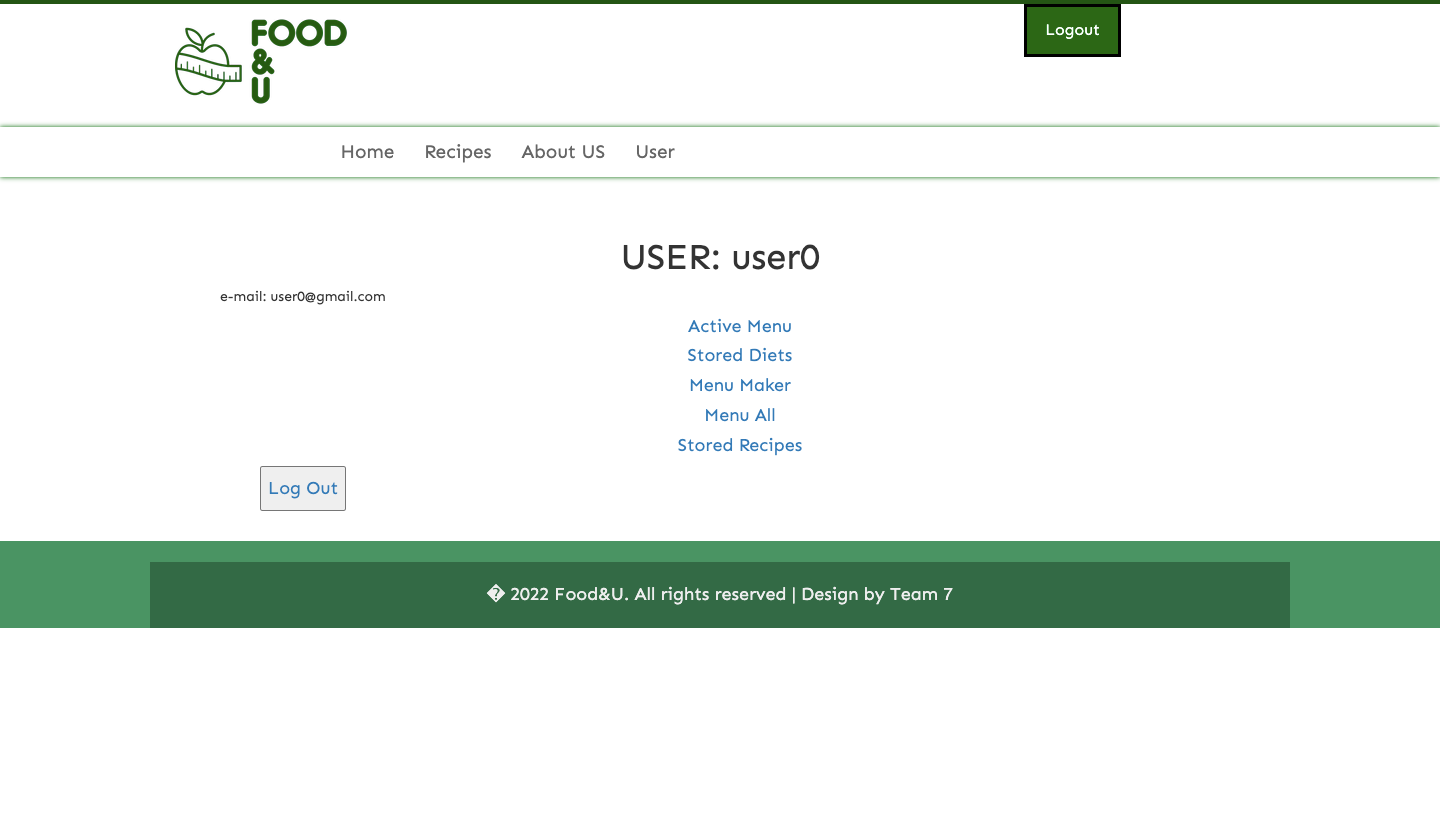 FOOD
&
U
Logout
Home Recipes About US User
USER: user0
e-mail: user0@gmail.com
Active Menu
Stored Diets
Menu Maker
Menu All
Stored Recipes
Log Out
� 2022 Food&U. All rights reserved | Design by Team 7